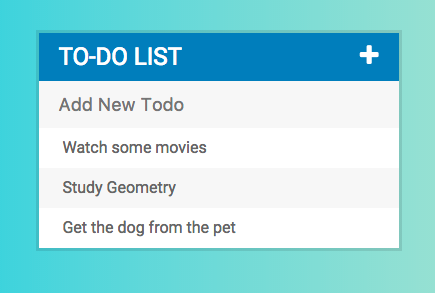 TO-DO LIST
Add New Todo
Watch some movies
Study Geometry
Get the dog from the pet